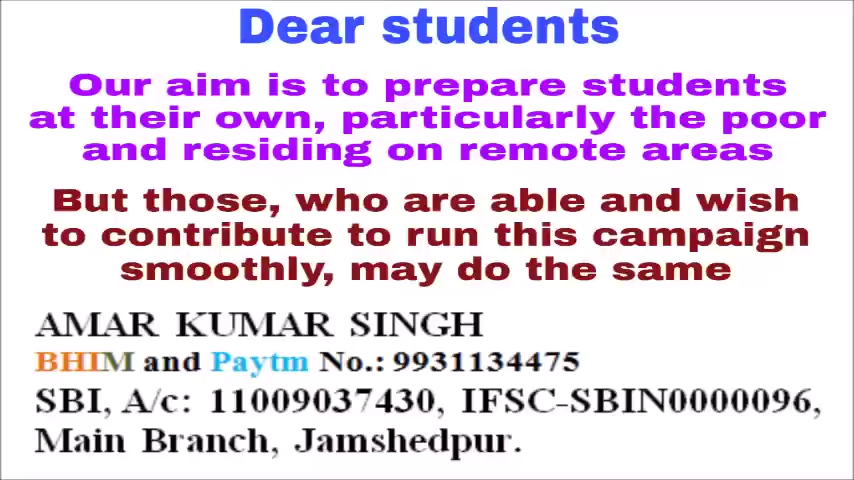 Dear students
Our aim is to prepare students
at their own, particularly the poor
and residing on remote areas
But those, who are able and wish
to contribute to run this campaign
smoothly, may do the same
AMAR KUMAR SINGH
BHIM and Paytm No.: 9931134475
SBI, A/c: 11009037430, IFSC-SBIN0000096,
Main Branch, Jamshedpur.